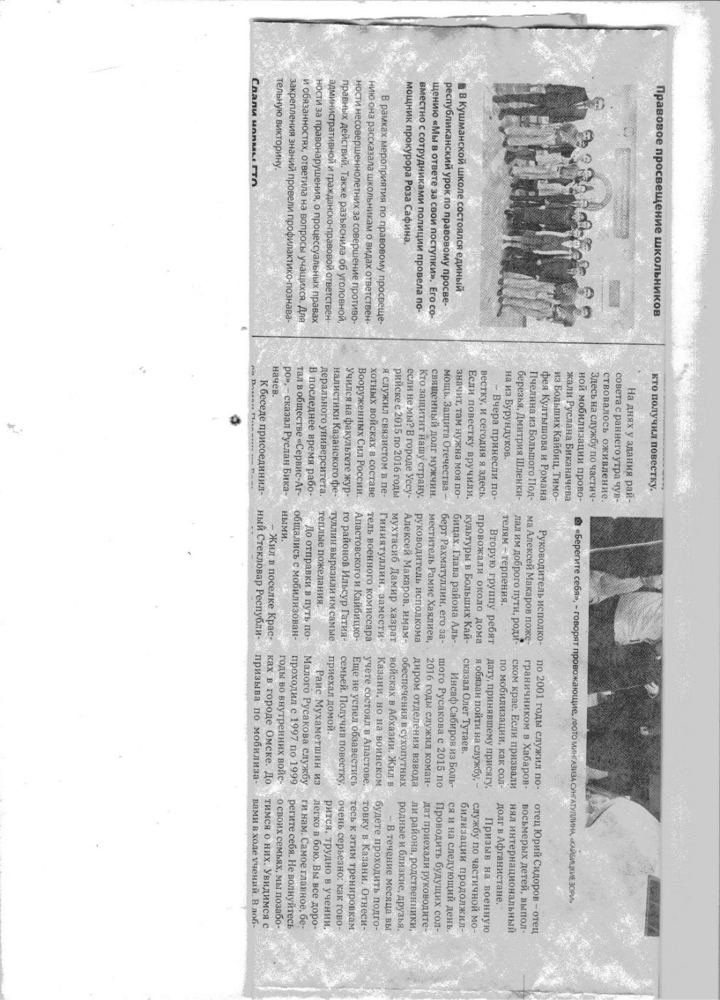 Правовое просвещение школьников
В Кушманской школе состоялся единый
республиканский урок по правовому просве-
щению «Мы в ответе за свои поступки». Его со-
вместно с сотрудниками полиции провела по-
мощник прокурора Роза Сафина.
В рамках мероприятия по правовому просвеще-
нию она рассказала школьникам о видах ответствен-
ности несовершеннолетних за совершение противо-
правных действий. Также разъяснила об уголовной,
административной и гражданско-правовой ответствен-
ности за правонарушения, о процессуальных правах
и обязанностях, ответила на вопросы учащихся. Для
закрепления знаний провели профилактико-познава-
тельную викторину.
Сдали нормы ГТО
кто получил повестку.
На днях у здания рай-
совета с раннего утра чув-
ствовалось оживление.
Здесь на службу по частич-
ной мобилизации прово-
жали Руслана Биканачева
из Больших Кайбиц, Тимо-
фея Култышова и Романа
Пчелина из Большого Под-
березья, Дмитрия Шленки-
на из Бурундуков.
– Вчера принесли по-
вестку, и сегодня я здесь.
Если повестку вручили,
значит, там нужна моя по-
мощь. Защита Отечества –
священный долг мужчин.
Кто защитит нашу страну,
если не мы? В городе Уссу-
рийске с 2015 по 2016 годы
я служил связистом в пе-
хотных войсках в составе
Вооруженных Сил России.
Учился на факультете жур-
налистики Казанского фе-
дерального университета.
В последнее время рабо-
тал в обществе «Сервис-Аг-
ро», – сказал Руслан Бика-
начев.
К беседе присоединил-
«Берегите себя», – говорят провожающие. /ФОТО МИНГАЗИЗА СУНГАТУЛЛИНА, «КАЙБИЦКИЕ ЗОРИ»
Руководитель исполко-
ма Алексей Макаров поже-
лал им доброго пути, роди-
телям – терпения.
Вторую группу ребят
провожали около дома
культуры в Больших Кай-
бицах. Глава района Аль-
берт Рахматуллин, его за-
меститель Рамис Хаялиев,
руководитель исполкома
Алексей Макаров, имам-
мухтасиб Дамир хазрат
Гиниятуллин, замести-
тель военного комиссара
Апастовского и Кайбицко-
го районов Ильсур Гатия-
туллин выразили им самые
теплые пожелания.
До отправки в путь по-
общались с мобилизован-
ными.
– Жил в поселке Крас-
ный Стекловар Республи-
по 2001 годы служил по-
граничником в Хабаров-
ском крае. Если призвали
по мобилизации, как сол-
дату, принявшему присягу,
я обязан пойти на службу, –
сказал Олег Тутаев.
Инсаф Сабиров из Боль-
шого Русакова с 2015 по
2016 годы служил коман-
диром отделения взвода
обеспечения в сухопутных
войсках в Абхазии. Жил в
Казани, но на воинском
учете состоял в Апастове.
Еще не успел обзавестись
семьей. Получив повестку,
приехал домой.
Раис Мухаметшин из
Малого Русакова службу
проходил с 1997 по 1999
годы во внутренних войс-
ках в городе Омске. До
призыва по мобилиза-
отец Юрий Сидоров – отец
восьмерых детей, выпол-
нял интернациональный
долг в Афганистане.
Призыв на военную
службу по частичной мо-
билизации продолжил-
ся и на следующий день.
Проводить будущих сол-
дат приехали руководите-
ли района, родственники,
родные и близкие, друзья.
– В течение месяца вы
будете проходить подго-
товку в Казани. Отнеси-
тесь к этим тренировкам
очень серьезно: как гово-
рится, трудно в учении,
легко в бою. Вы все доро-
ги нам. Самое главное, бе-
регите себя. Не волнуйтесь
о своих семьях, мы позабо-
тимся о них. Увидимся с
вами в ходе учений. В доб-